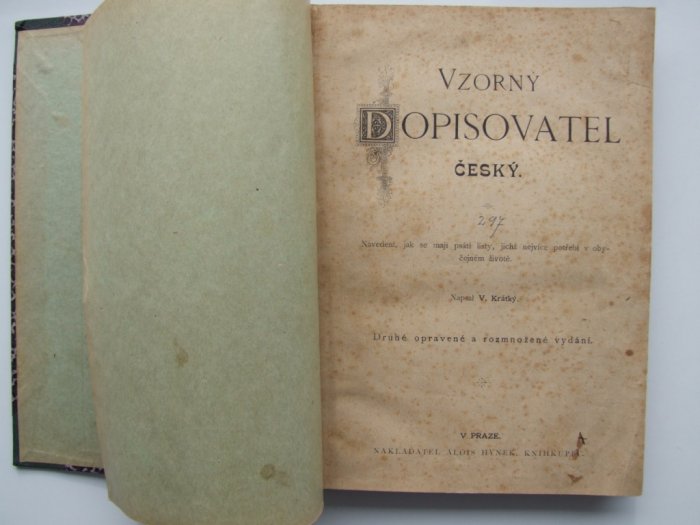 VZORNÝ
DOPISOVATEL
ČESKÝ.
297
Navedení, jak se mají psáti listy, jichž nejvíce potřebí v oby-
čejném životě.
Napsal V. Krátký.
Druhé opravené a rozmnožené vydání.
V PRAZE.
NAKLADATEL ALOIS HYNEK, KNIHKUPEC.